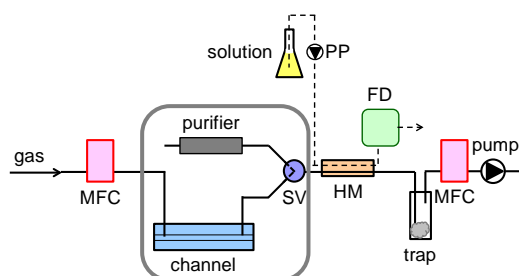 solution
PP
FD
purifier
gas
pump
MFC
SV
HM
MFC
channel
trap